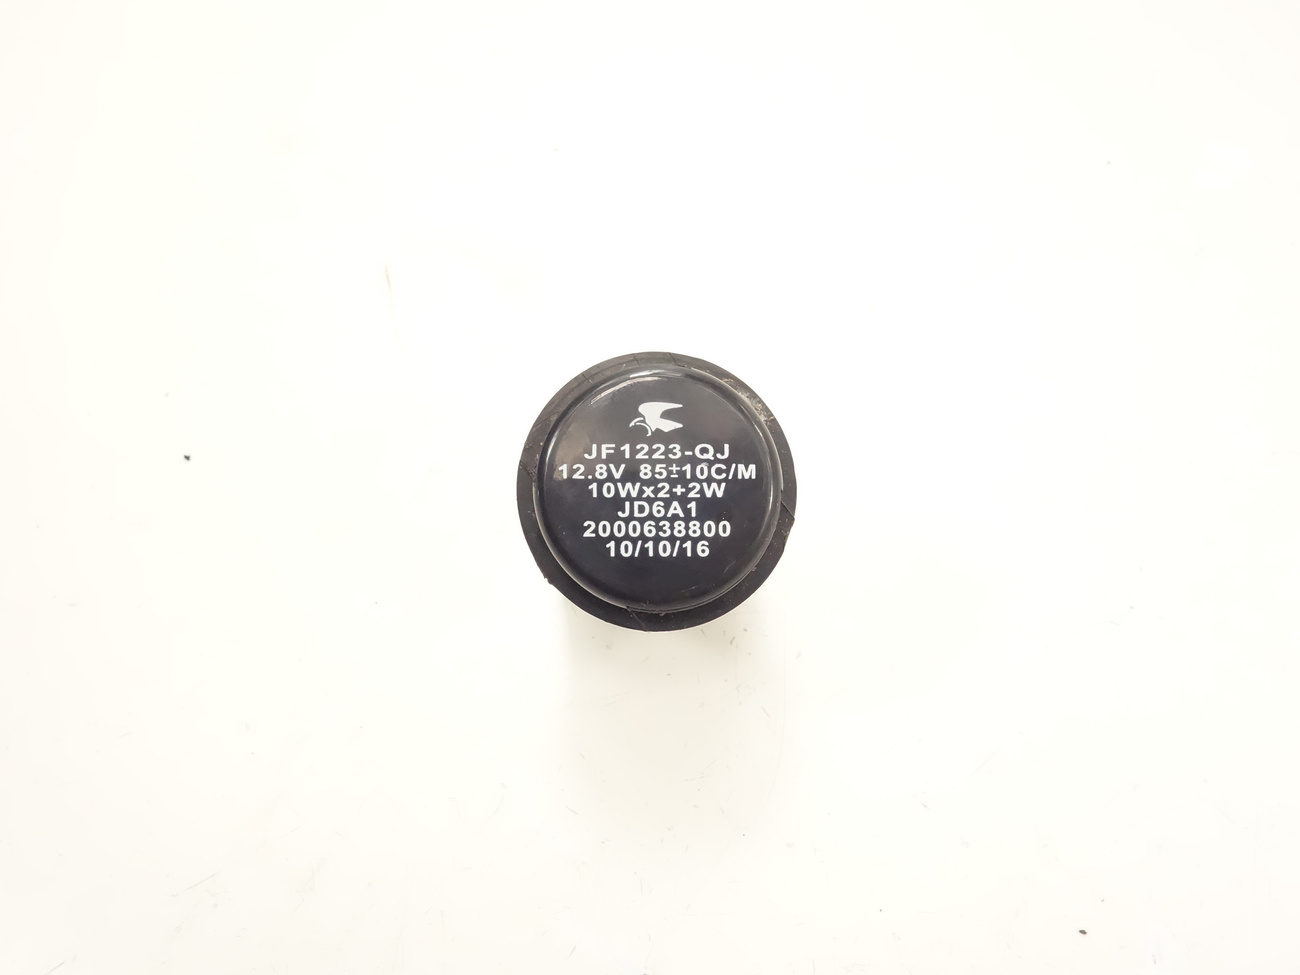 JF1223-QJ
12.8V 85±10C/M
10Wx2+2W
JD6A1
2000638800
10/10/16